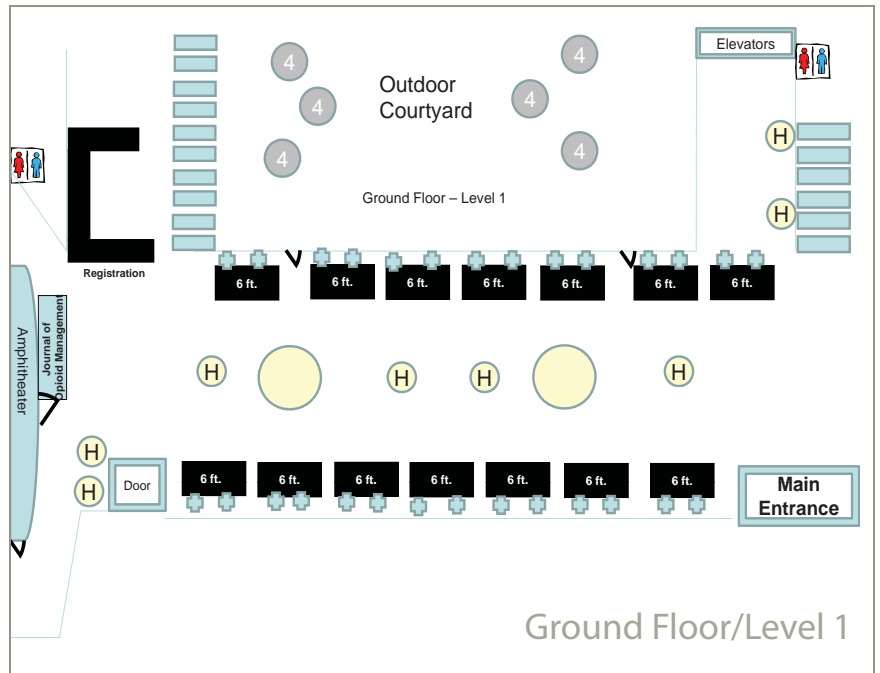 Elevators
4
4
4
4
4
4
Outdoor
Courtyard
H
H
Ground Floor – Level 1
Registration
6 ft.
6 ft.
6 ft.
6 ft.
6 ft.
6 ft.
6 ft.
Amphitheater
Journal of
Opioid Management
H
H
H
H
H
H
Door
6 ft.
6 ft.
6 ft.
6 ft.
6 ft.
6 ft.
6 ft.
Main
Entrance
Ground Floor/Level 1